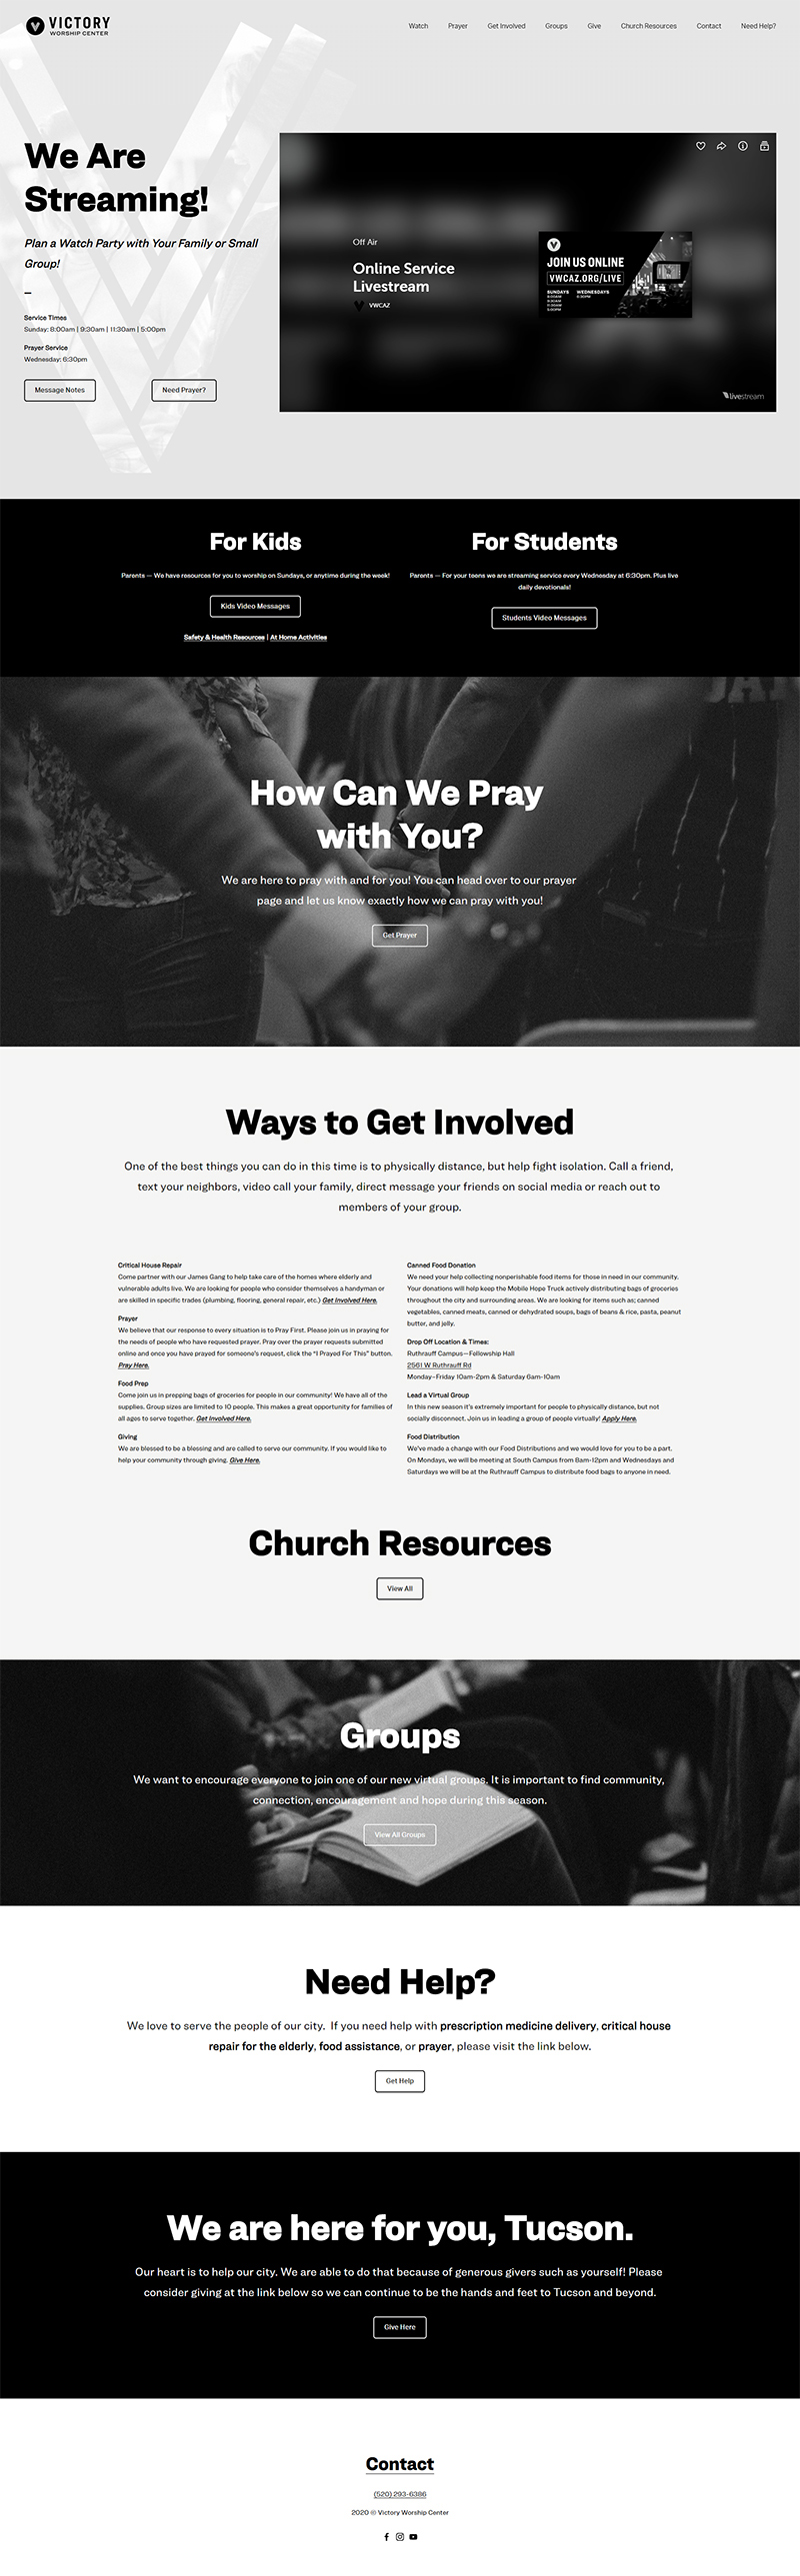 VICTORY
WORSHIP CENTER
Watch Prayer Get Involved Groups Give Church Resources Contact Need Help?
We Are
Streaming!
Plan a Watch Party with Your Family or Small
Group!
–
Service Times
Sunday: 8:00am | 9:30am | 11:30am | 5:00pm
Prayer Service
Wednesday: 6:30pm
Message Notes Need Prayer?
Off Air
Online Service
Livestream
VWCAZ
JOIN US ONLINE
VWCAZ.ORG/LIVE
SUNDAYS WEDNESDAYS
8:00AM 6:30PM
9:30AM
11:30AM
5:00PM
livestream
For Kids
Parents — We have resources for you to worship on Sundays, or anytime during the week!
Kids Video Messages
Safety & Health Resources | At Home Activities
For Students
Parents — For your teens we are streaming service every Wednesday at 6:30pm. Plus live
daily devotionals!
Students Video Messages
How Can We Pray
with You?
We are here to pray with and for you! You can head over to our prayer
page and let us know exactly how we can pray with you!
Get Prayer
Ways to Get Involved
One of the best things you can do in this time is to physically distance, but help fight isolation. Call a friend,
text your neighbors, video call your family, direct message your friends on social media or reach out to
members of your group.
Critical House Repair
Come partner with our James Gang to help take care of the homes where elderly and
vulnerable adults live. We are looking for people who consider themselves a handyman or
are skilled in specific trades (plumbing, flooring, general repair, etc.) Get Involved Here.
Prayer
We believe that our response to every situation is to Pray First. Please join us in praying for
the needs of people who have requested prayer. Pray over the prayer requests submitted
online and once you have prayed for someone's request, click the "I Prayed For This" button.
Pray Here.
Food Prep
Come join us in prepping bags of groceries for people in our community! We have all of the
supplies. Group sizes are limited to 10 people. This makes a great opportunity for families of
all ages to serve together. Get Involved Here.
Giving
We are blessed to be a blessing and are called to serve our community. If you would like to
help your community through giving. Give Here.
Canned Food Donation
We need your help collecting nonperishable food items for those in need in our community.
Your donations will help keep the Mobile Hope Truck actively distributing bags of groceries
throughout the city and surrounding areas. We are looking for items such as; canned
vegetables, canned meats, canned or dehydrated soups, bags of beans & rice, pasta, peanut
butter, and jelly.
Drop Off Location & Times:
Ruthrauff Campus—Fellowship Hall
2561 W Ruthrauff Rd
Monday-Friday 10am-2pm & Saturday 6am-10am
Lead a Virtual Group
In this new season it's extremely important for people to physically distance, but not
socially disconnect. Join us in leading a group of people virtually! Apply Here.
Food Distribution
We've made a change with our Food Distributions and we would love for you to be a part.
On Mondays, we will be meeting at South Campus from 8am-12pm and Wednesdays and
Saturdays we will be at the Ruthrauff Campus to distribute food bags to anyone in need.
Church Resources
View All
Groups
We want to encourage everyone to join one of our new virtual groups. It is important to find community,
connection, encouragement and hope during this season.
View All Groups
Need Help?
We love to serve the people of our city. If you need help with prescription medicine delivery, critical house
repair for the elderly, food assistance, or prayer, please visit the link below.
Get Help
We are here for you, Tucson.
Our heart is to help our city. We are able to do that because of generous givers such as yourself! Please
consider giving at the link below so we can continue to be the hands and feet to Tucson and beyond.
Give Here
Contact
(520) 293-6386
2020 © Victory Worship Center